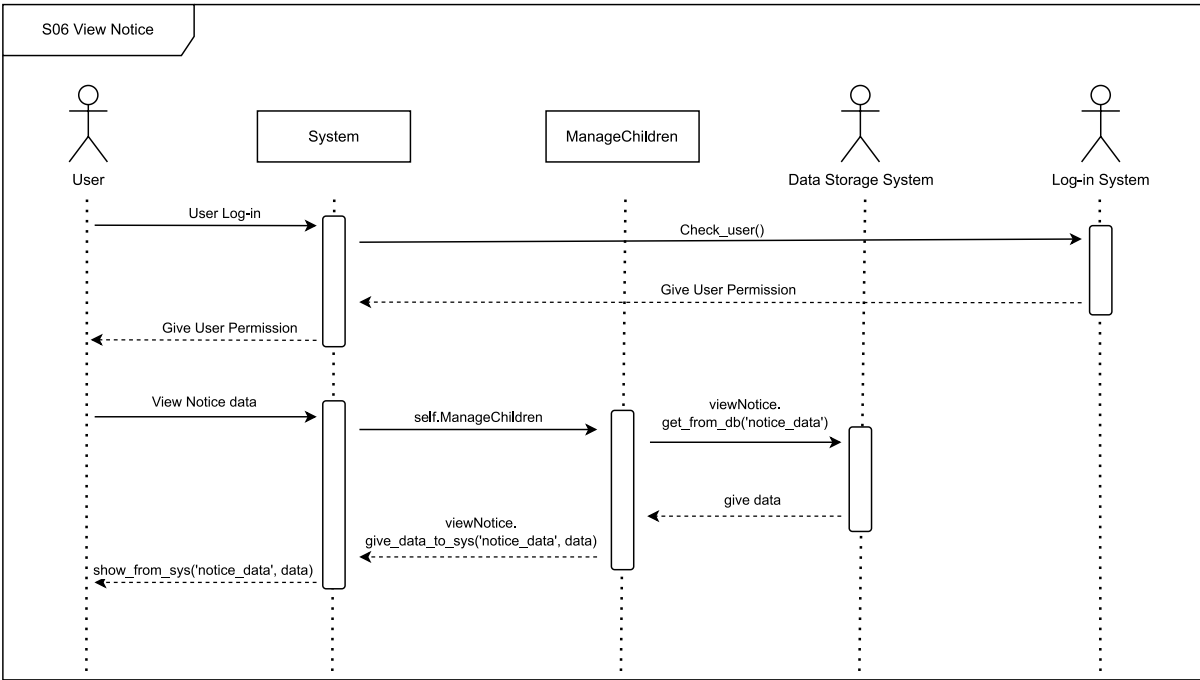 S06 View Notice
System
ManageChildren
User
Data Storage System
Log-in System
User Log-in
Check_user()
Give User Permission
Give User Permission
View Notice data
self.ManageChildren
viewNotice.
get_from_db('notice_data')
give data
viewNotice.
give_data_to_sys('notice_data', data)
show_from_sys('notice_data', data)